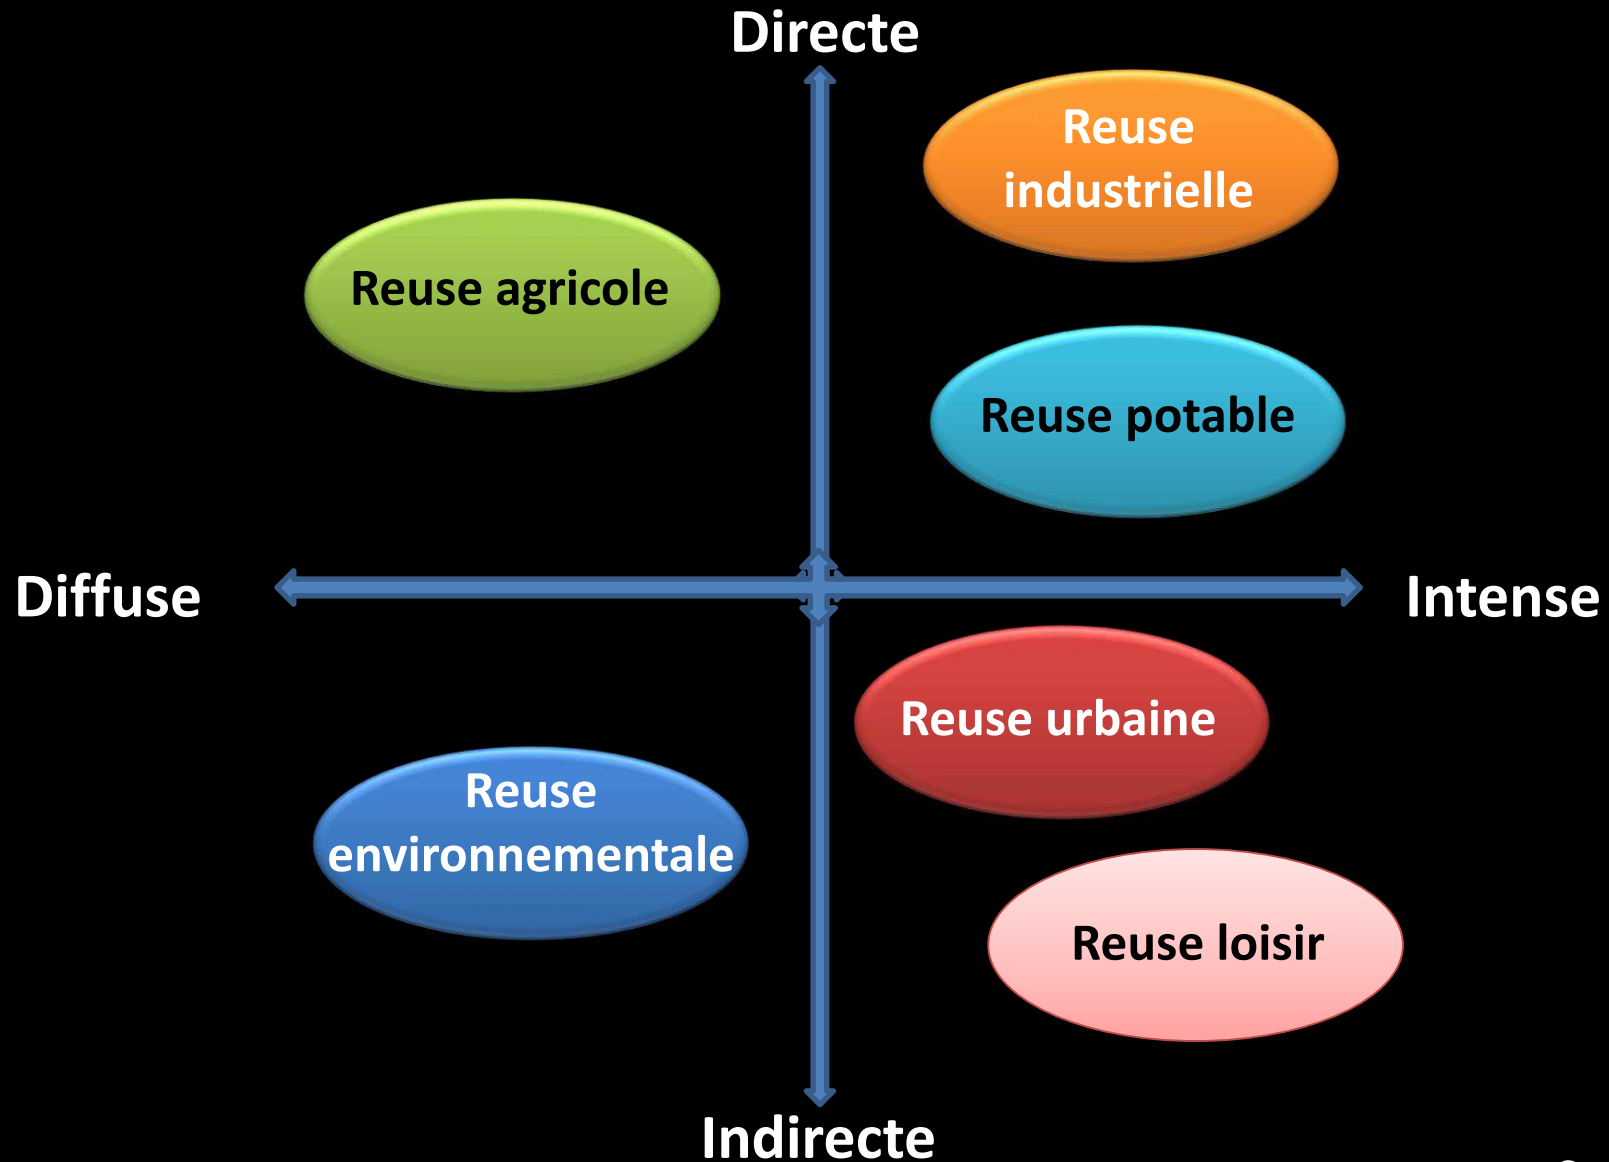 Directe
Reuse
industrielle
Reuse agricole
Reuse potable
Diffuse
Intense
Reuse urbaine
Reuse
environnementale
Reuse loisir
Indirecte